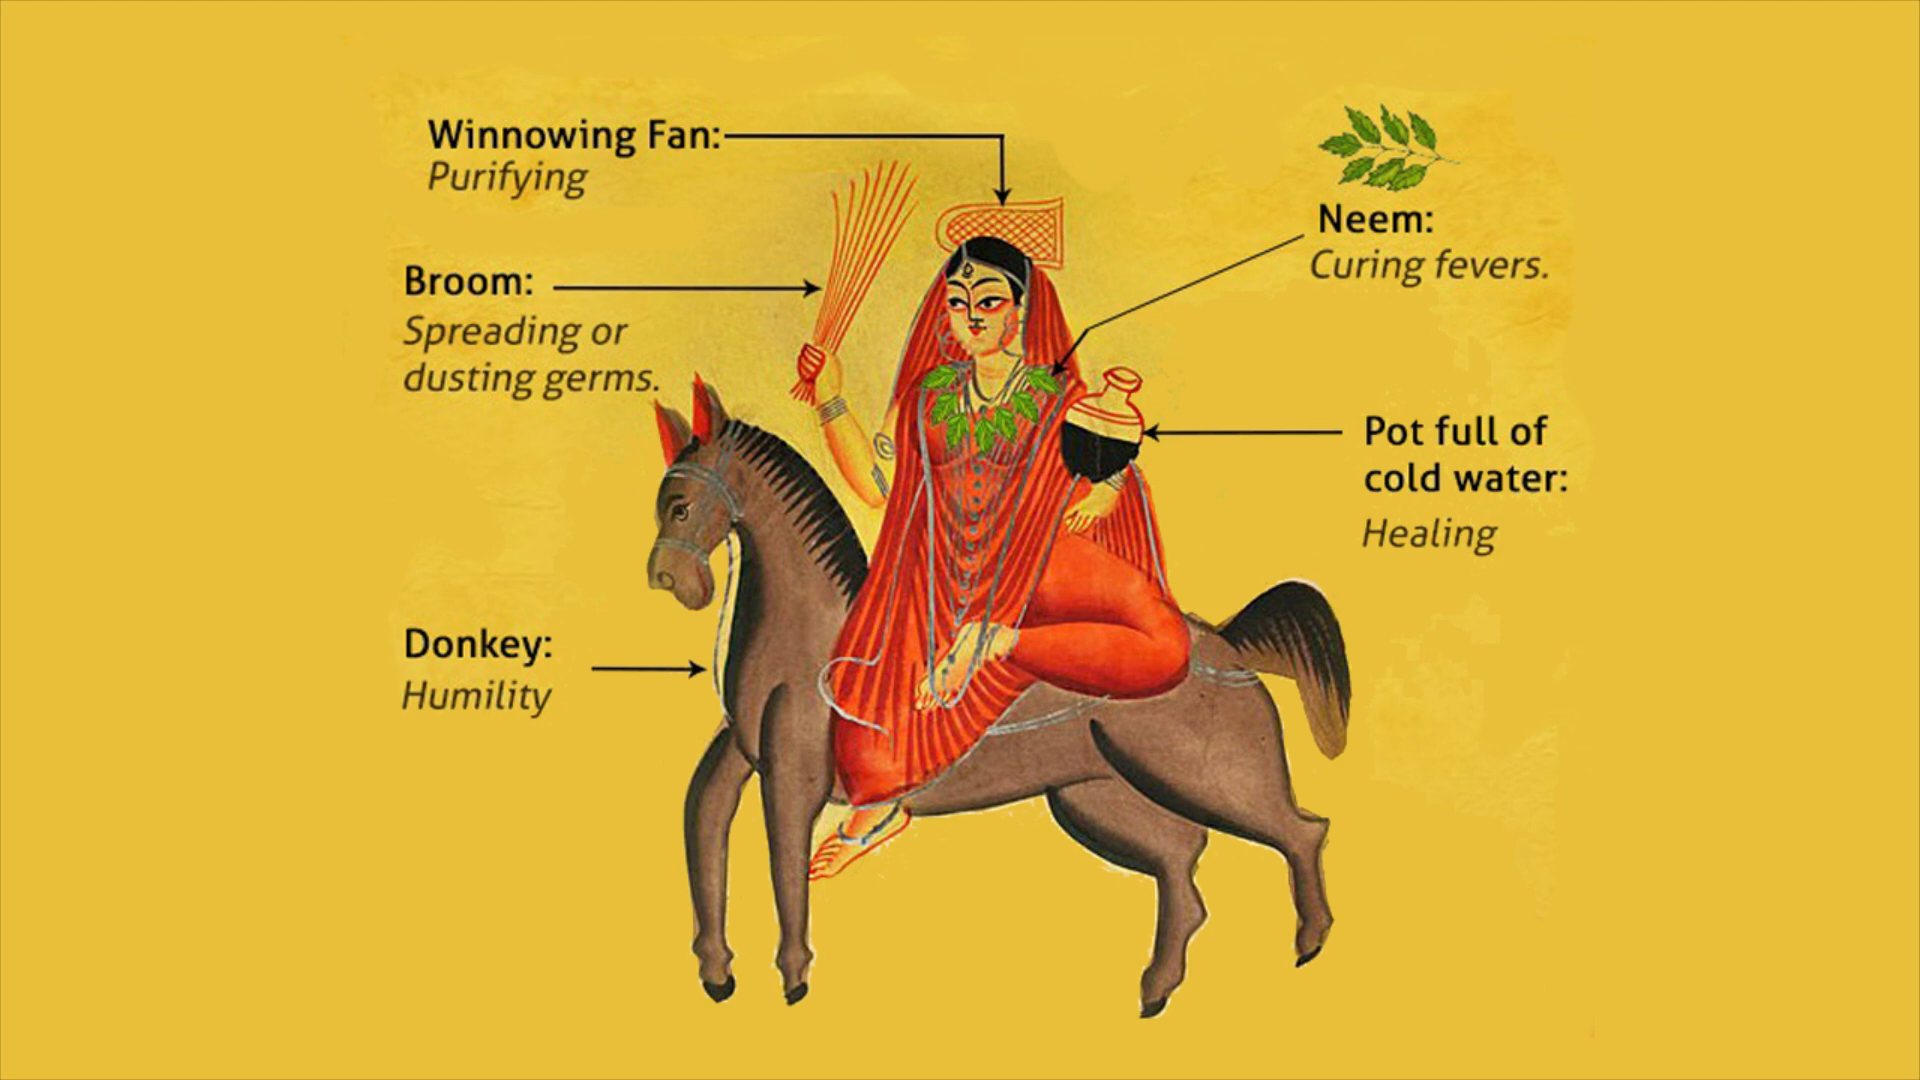 Winnowing Fan:
Purifying
Broom:
Spreading or
dusting germs.
Donkey:
Humility
Neem:
Curing fevers.
Pot full of
cold water:
Healing